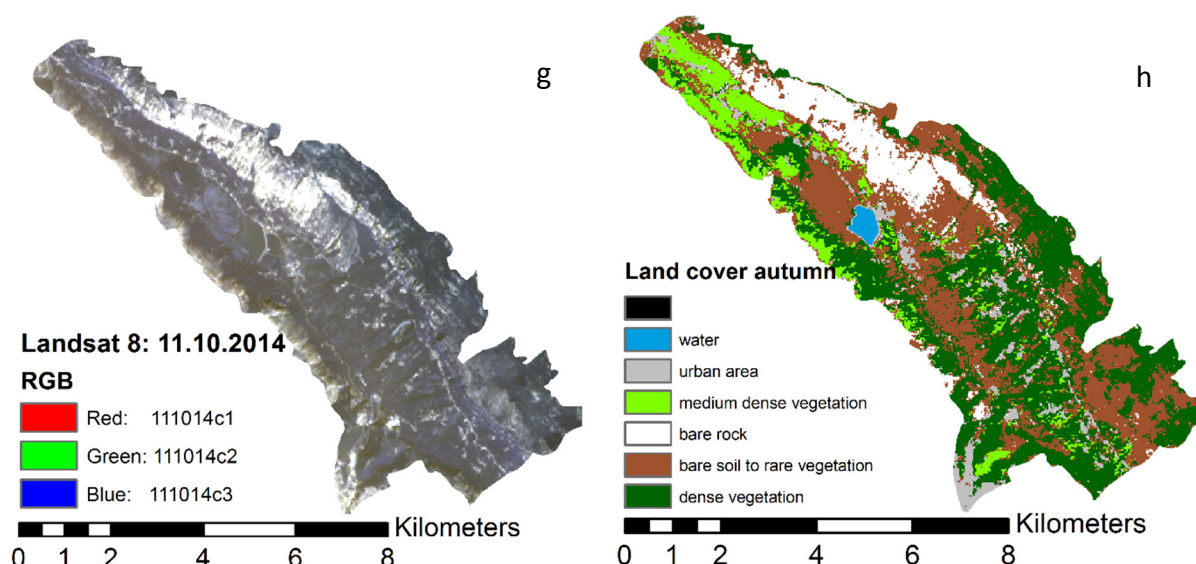 g
Landsat 8: 11.10.2014
RGB
Red: 111014c1
Green: 111014c2
Blue: 111014c3
Kilometers
0 1 2 4 6 8
h
Land cover autumn
water
urban area
medium dense vegetation
bare rock
bare soil to rare vegetation
dense vegetation
Kilometers
0 1 2 4 6 8